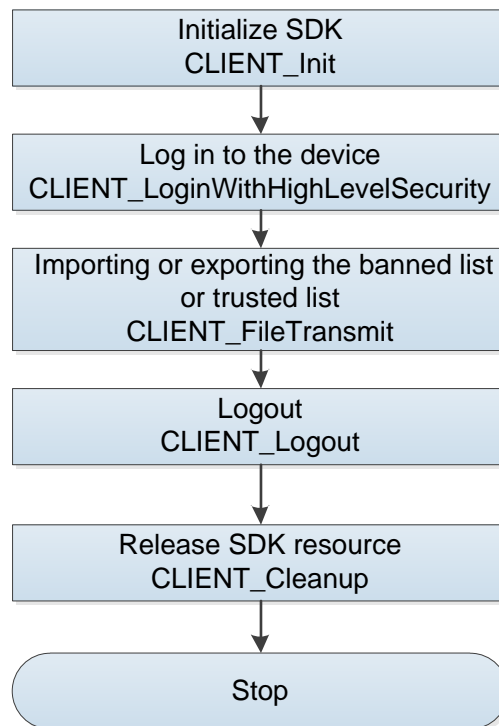 Initialize SDK
CLIENT_Init
Log in to the device
CLIENT_LoginWithHighLevelSecurity
Importing or exporting the banned list
or trusted list
CLIENT_FileTransmit
Logout
CLIENT_Logout
Release SDK resource
CLIENT_Cleanup
Stop